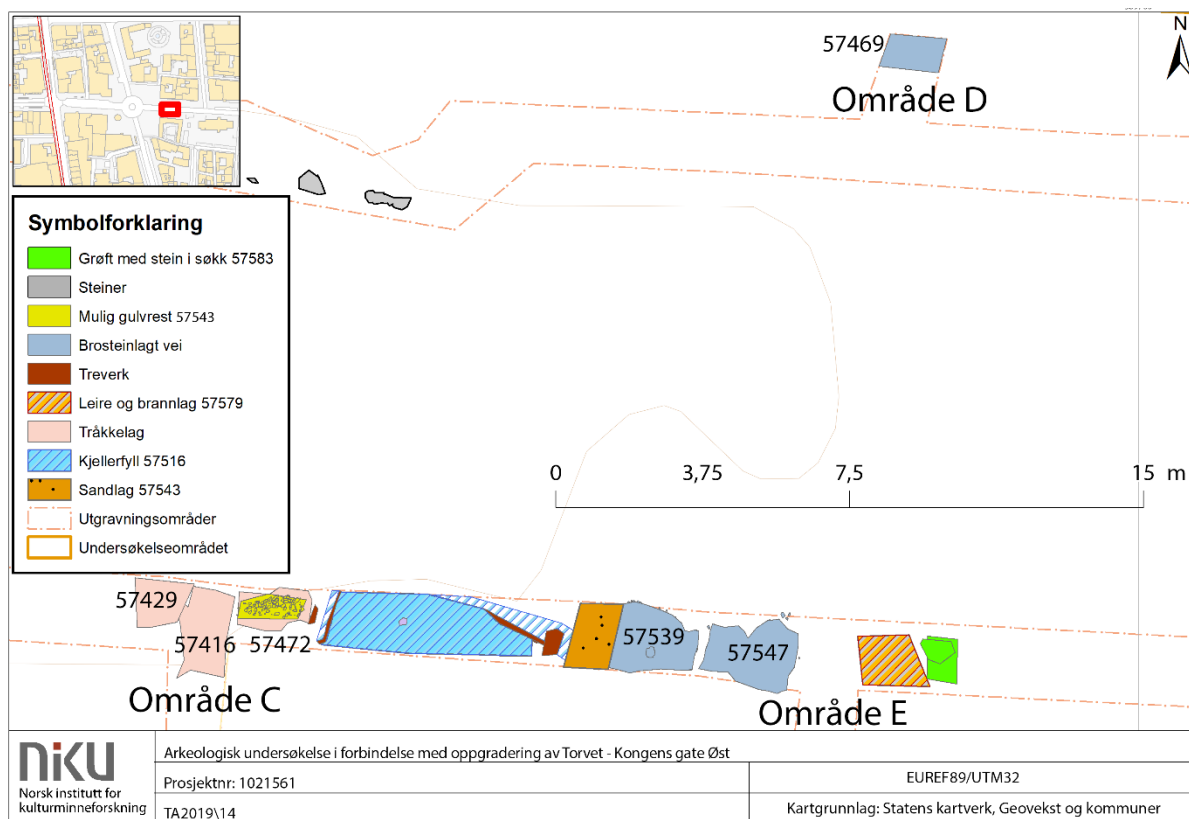 57469
N
Område D
Symbolforklaring
Grøft med stein i søkk 57583
Steiner
Mulig gulvrest 57543
Brosteinlagt vei
Treverk
Leire og brannlag 57579
Tråkkelag
Kjellerfyll 57516
Sandlag 57543
Utgravningsområder
Undersøkelseområdet
0 3,75 7,5 15 m
57429
57416
57472
57539
57547
Område C
Område E
niku
Norsk institutt for
kulturminneforskning
Arkeologisk undersøkelse i forbindelse med oppgradering av Torvet - Kongens gate Øst
Prosjektnr: 1021561
TA2019\14
EUREF89/UTM32
Kartgrunnlag: Statens kartverk, Geovekst og kommuner